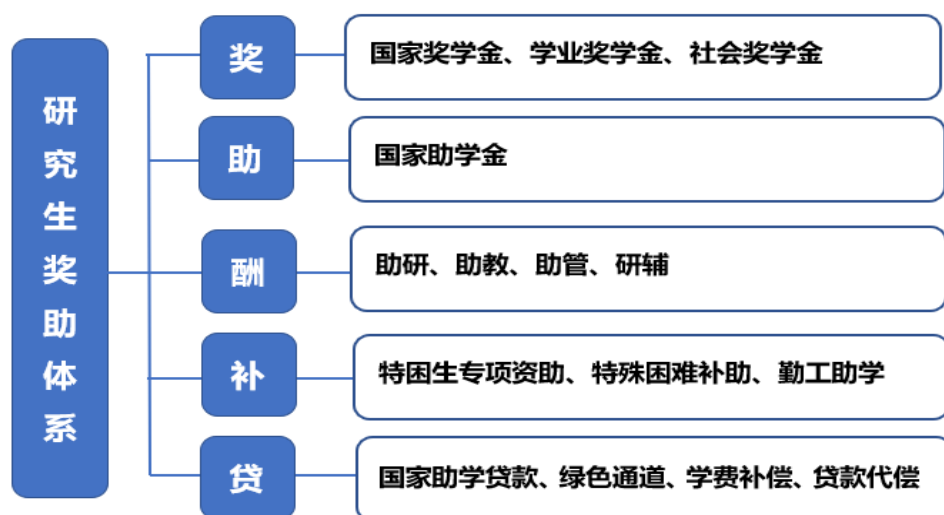 研究生奖助体系
奖
国家奖学金、学业奖学金、社会奖学金
助
国家助学金
酬
助研、助教、助管、研辅
补
特困生专项资助、特殊困难补助、勤工助学
贷
国家助学贷款、绿色通道、学费补偿、贷款代偿